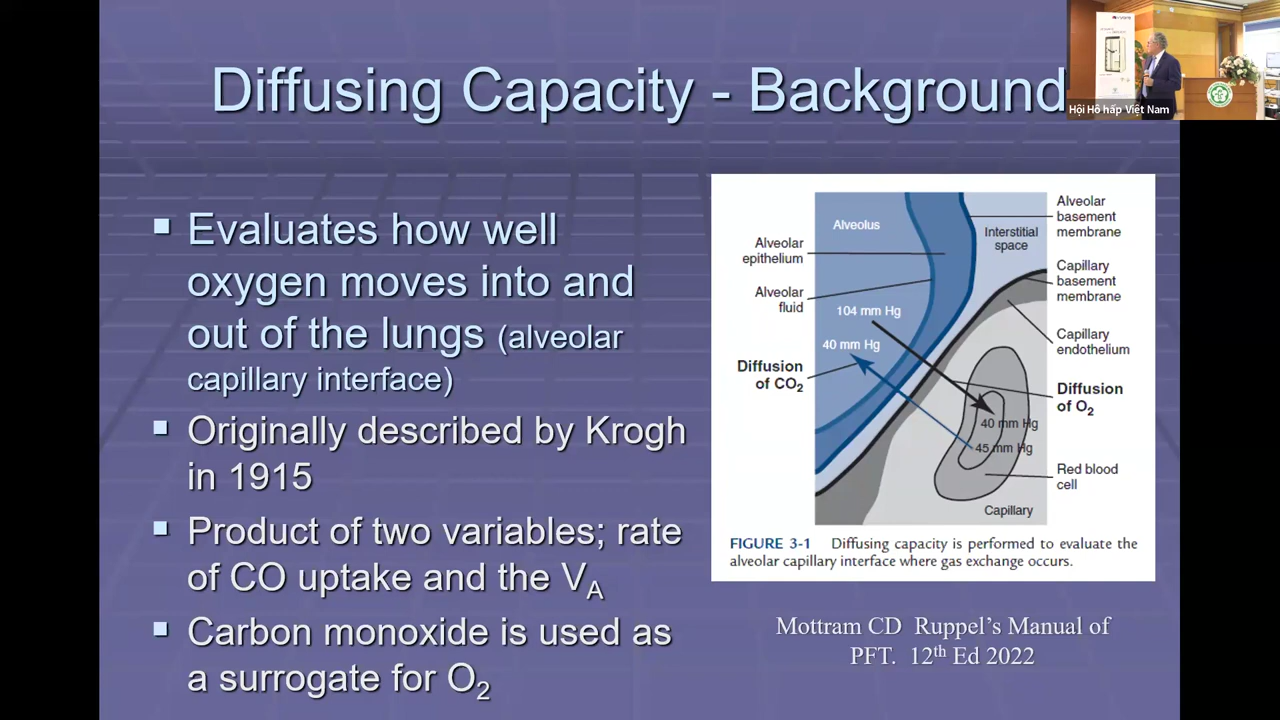 Diffusing Capacity - Background
Hội Hô hấp Việt Nam
▪ Evaluates how well
oxygen moves into and
out of the lungs (alveolar
capillary interface)
▪ Originally described by Krogh
in 1915
▪ Product of two variables; rate
of CO uptake and the V_A
▪ Carbon monoxide is used as
a surrogate for O₂
Alveolus
Alveolar
epithelium
Alveolar
fluid
104 mm Hg
40 mm Hg
Diffusion
of CO₂
Interstitial
space
Alveolar
basement
membrane
Capillary
basement
membrane
Capillary
endothelium
Diffusion
of O₂
40 mm Hg
45 mm Hg
Red blood
cell
Capillary
FIGURE 3-1 Diffusing capacity is performed to evaluate the
alveolar capillary interface where gas exchange occurs.
Mottram CD Ruppel's Manual of
PFT. 12th Ed 2022